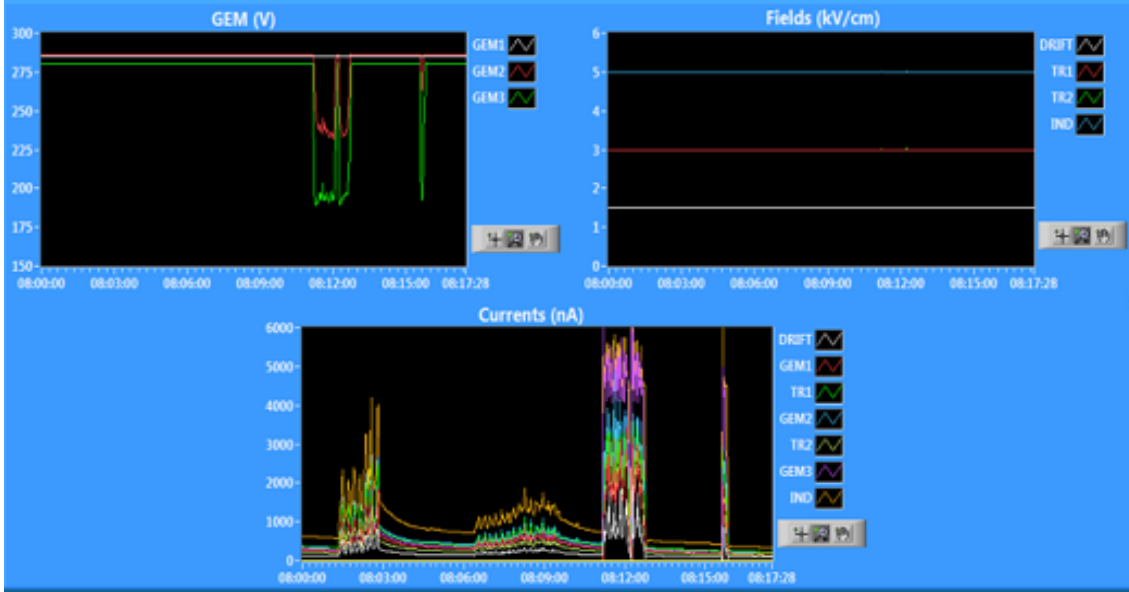 GEM (V)
300-
275-
250-
225-
200-
175-
150-
08:00:00 08:03:00 08:06:00 08:09:00 08:12:00 08:15:00 08:17:28
GEM1
GEM2
GEM3
Fields (kV/cm)
6-
5-
4-
3-
2-
1-
0-
08:00:00 08:03:00 08:06:00 08:09:00 08:12:00 08:15:00 08:17:28
DRIFT
TR1
TR2
IND
Currents (nA)
6000-
5000-
4000-
3000-
2000-
1000-
0-
08:00:00 08:03:00 08:06:00 08:09:00 08:12:00 08:15:00 08:17:28
DRIFT
GEM1
TR1
GEM2
TR2
GEM3
IND